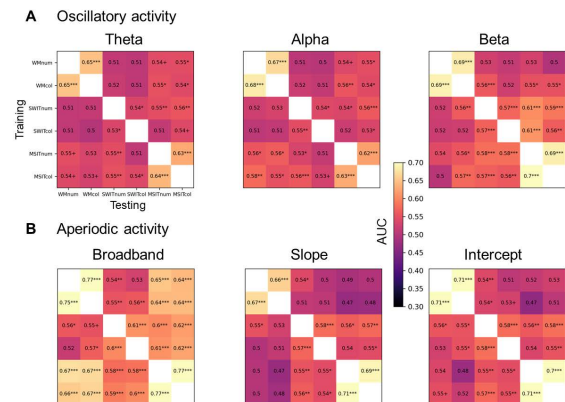 A Oscillatory activity
Theta Alpha Beta
Training
WMnum 0.65*** 0.51 0.51 0.54+ 0.55*
WMcol 0.65*** 0.52 0.51 0.55* 0.54*
SWITnum 0.51 0.51 0.54* 0.55** 0.56**
SWITcol 0.51 0.5 0.53* 0.51 0.54+
MSITnum 0.55+ 0.52 0.55** 0.51 0.63***
MSITcol 0.54+ 0.53+ 0.55** 0.54** 0.64***
WMnum WMcol SWITnum SWITcol MSITnum MSITcol
Testing
0.67*** 0.51 0.5 0.54+ 0.55*
0.68*** 0.52 0.51 0.56** 0.54*
0.52 0.53 0.54* 0.54* 0.56***
0.51 0.51 0.55** 0.52 0.53*
0.56* 0.56* 0.53* 0.51 0.62***
0.58** 0.55* 0.56*** 0.53+ 0.63***
0.69*** 0.51 0.53 0.53 0.5
0.69*** 0.56** 0.52 0.55* 0.55*
0.52 0.56** 0.57*** 0.61*** 0.59***
0.52 0.52 0.57*** 0.61*** 0.56**
0.54 0.56* 0.58*** 0.58*** 0.69***
0.5 0.57** 0.57** 0.56** 0.7***
0.70
0.65
0.60
0.55
0.50
0.45
0.40
0.35
0.30
AUC
B Aperiodic activity
Broadband Slope Intercept
0.77*** 0.54** 0.53 0.65*** 0.64***
0.75*** 0.55** 0.56** 0.64*** 0.64***
0.56* 0.55+ 0.61*** 0.6*** 0.62***
0.52 0.57* 0.6*** 0.61*** 0.62***
0.67*** 0.67*** 0.58*** 0.58*** 0.77***
0.66*** 0.67*** 0.59*** 0.6*** 0.77***
0.66*** 0.54* 0.5 0.49 0.5
0.67*** 0.51 0.51 0.47 0.48
0.55* 0.53 0.58*** 0.56* 0.57**
0.5 0.51 0.57*** 0.54 0.55*
0.5 0.47 0.55** 0.55* 0.69***
0.5 0.48 0.56** 0.54* 0.71***
0.71*** 0.54** 0.51 0.52 0.53
0.71*** 0.54* 0.53+ 0.47 0.51
0.56* 0.55* 0.58*** 0.56** 0.58***
0.5 0.55* 0.58*** 0.55* 0.56**
0.54 0.48 0.55** 0.55** 0.71***
0.55+ 0.52 0.57*** 0.55** 0.71***